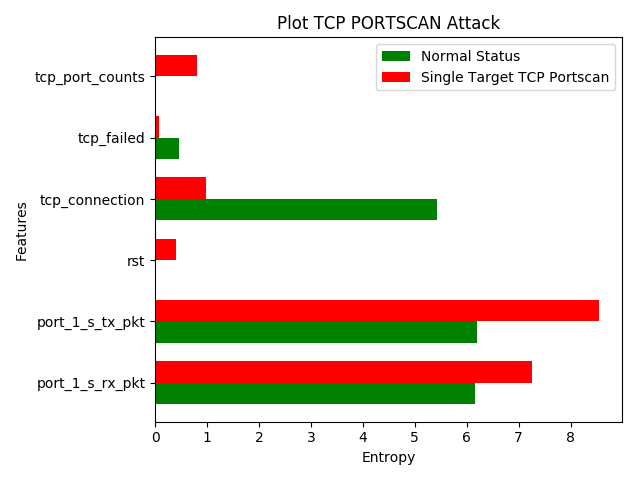 Plot TCP PORTSCAN Attack
Normal Status
Single Target TCP Portscan
Features
tcp_port_counts
tcp_failed
tcp_connection
rst
port_1_s_tx_pkt
port_1_s_rx_pkt
0 1 2 3 4 5 6 7 8
Entropy